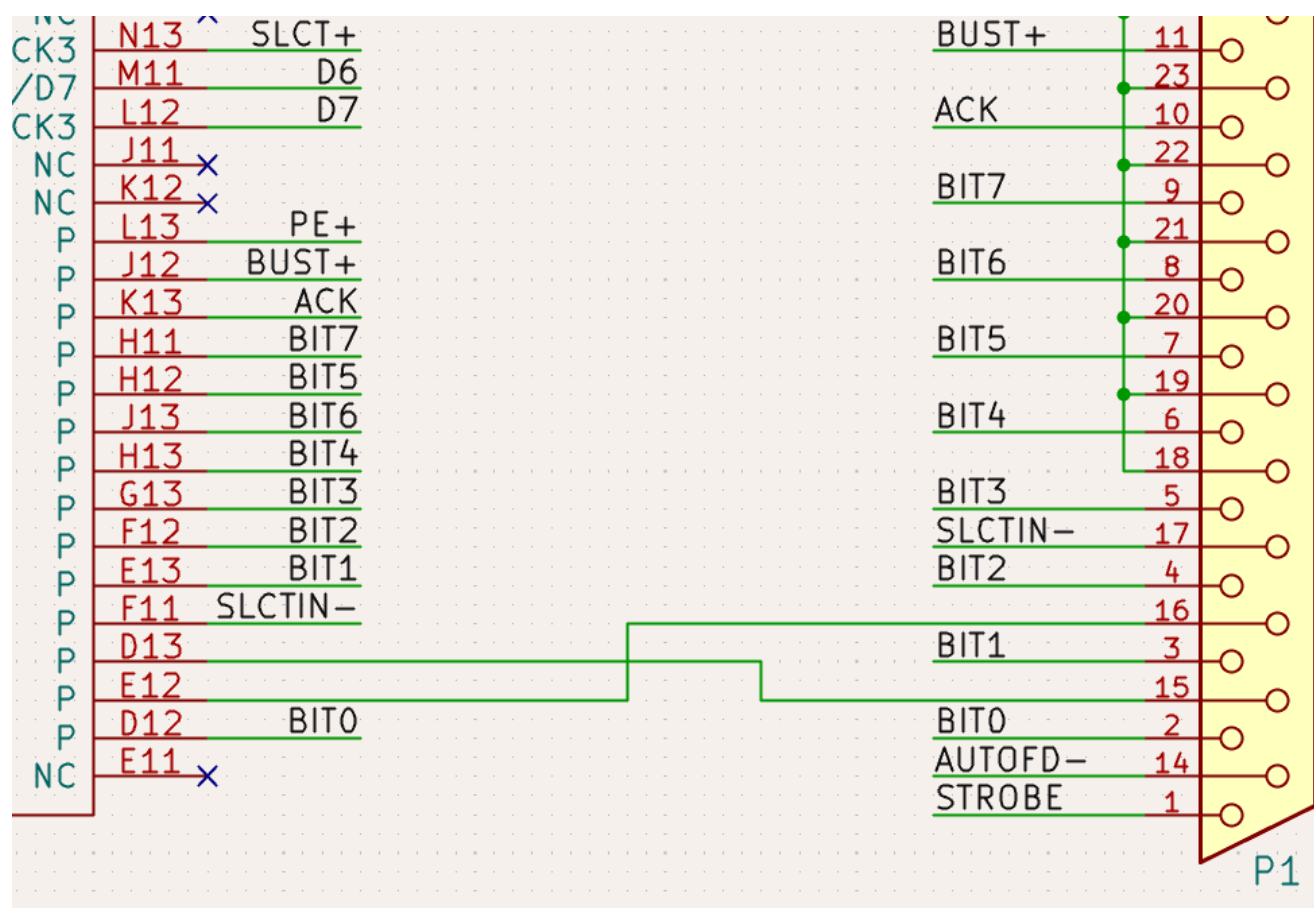 NC
CK3 N13 SLCT+
/D7 M11 D6
CK3 L12 D7
NC J11
NC K12
P L13 PE+
P J12 BUST+
P K13 ACK
P H11 BIT7
P H12 BIT5
P J13 BIT6
P H13 BIT4
P G13 BIT3
P F12 BIT2
P E13 BIT1
P F11 SLCTIN-
P D13
P E12
P D12 BIT0
NC E11
BUST+ 11
23
ACK 10
22
BIT7 9
21
BIT6 8
20
BIT5 7
19
BIT4 6
18
BIT3 5
SLCTIN- 17
BIT2 4
16
BIT1 3
15
BIT0 2
AUTOFD- 14
STROBE 1
P1